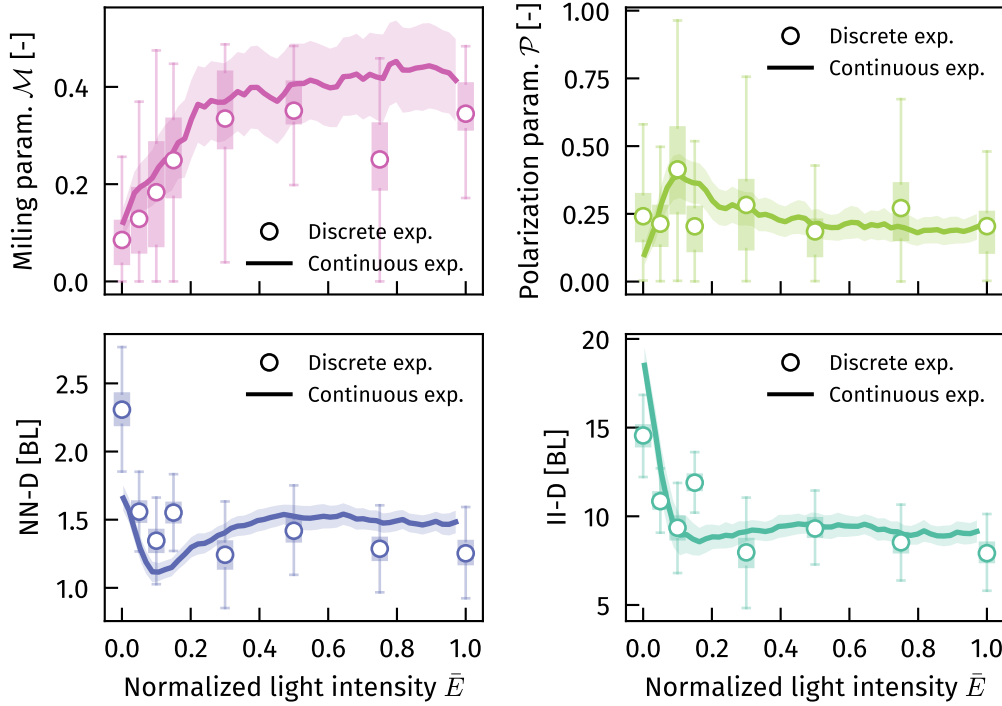 Milling param. ℳ [-]
0.4
0.2
0.0
Discrete exp.
Continuous exp.
Polarization param. 𝒫 [-]
1.00
0.75
0.50
0.25
0.00
Discrete exp.
Continuous exp.
NN-D [BL]
2.5
2.0
1.5
1.0
Discrete exp.
Continuous exp.
0.0 0.2 0.4 0.6 0.8 1.0
Normalized light intensity Ē
II-D [BL]
20
15
10
5
Discrete exp.
Continuous exp.
0.0 0.2 0.4 0.6 0.8 1.0
Normalized light intensity Ē